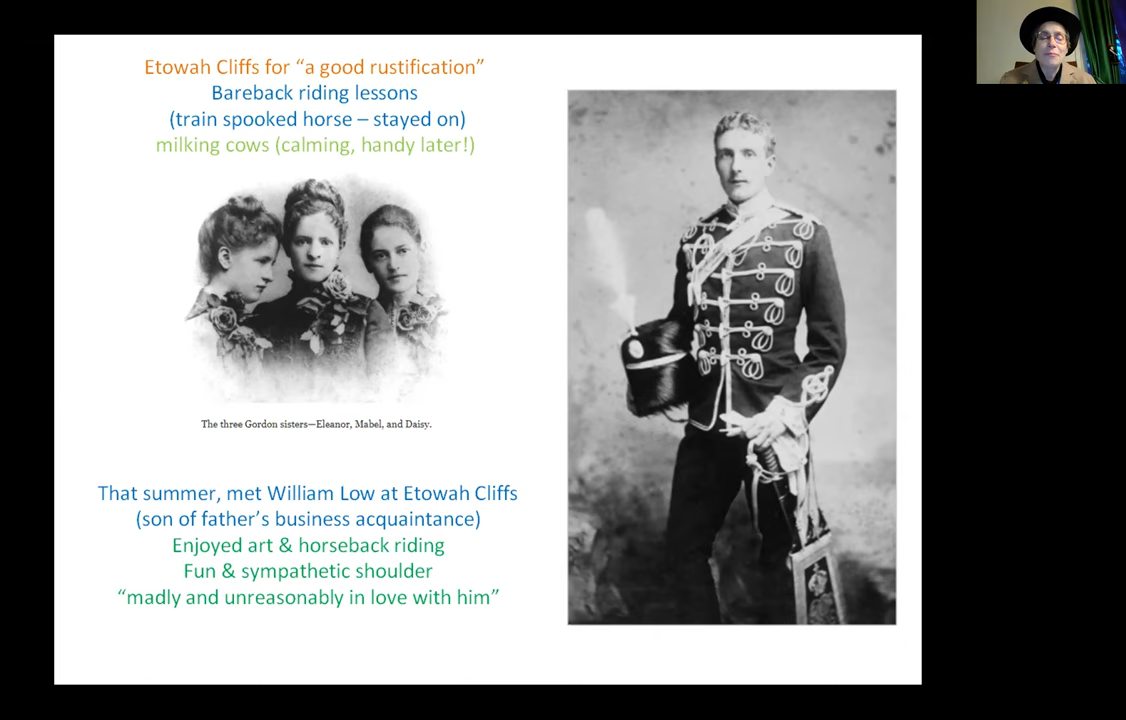 Etowah Cliffs for “a good rustification”
Bareback riding lessons
(train spooked horse – stayed on)
milking cows (calming, handy later!)
The three Gordon sisters—Eleanor, Mabel, and Daisy.
That summer, met William Low at Etowah Cliffs
(son of father’s business acquaintance)
Enjoyed art & horseback riding
Fun & sympathetic shoulder
“madly and unreasonably in love with him”